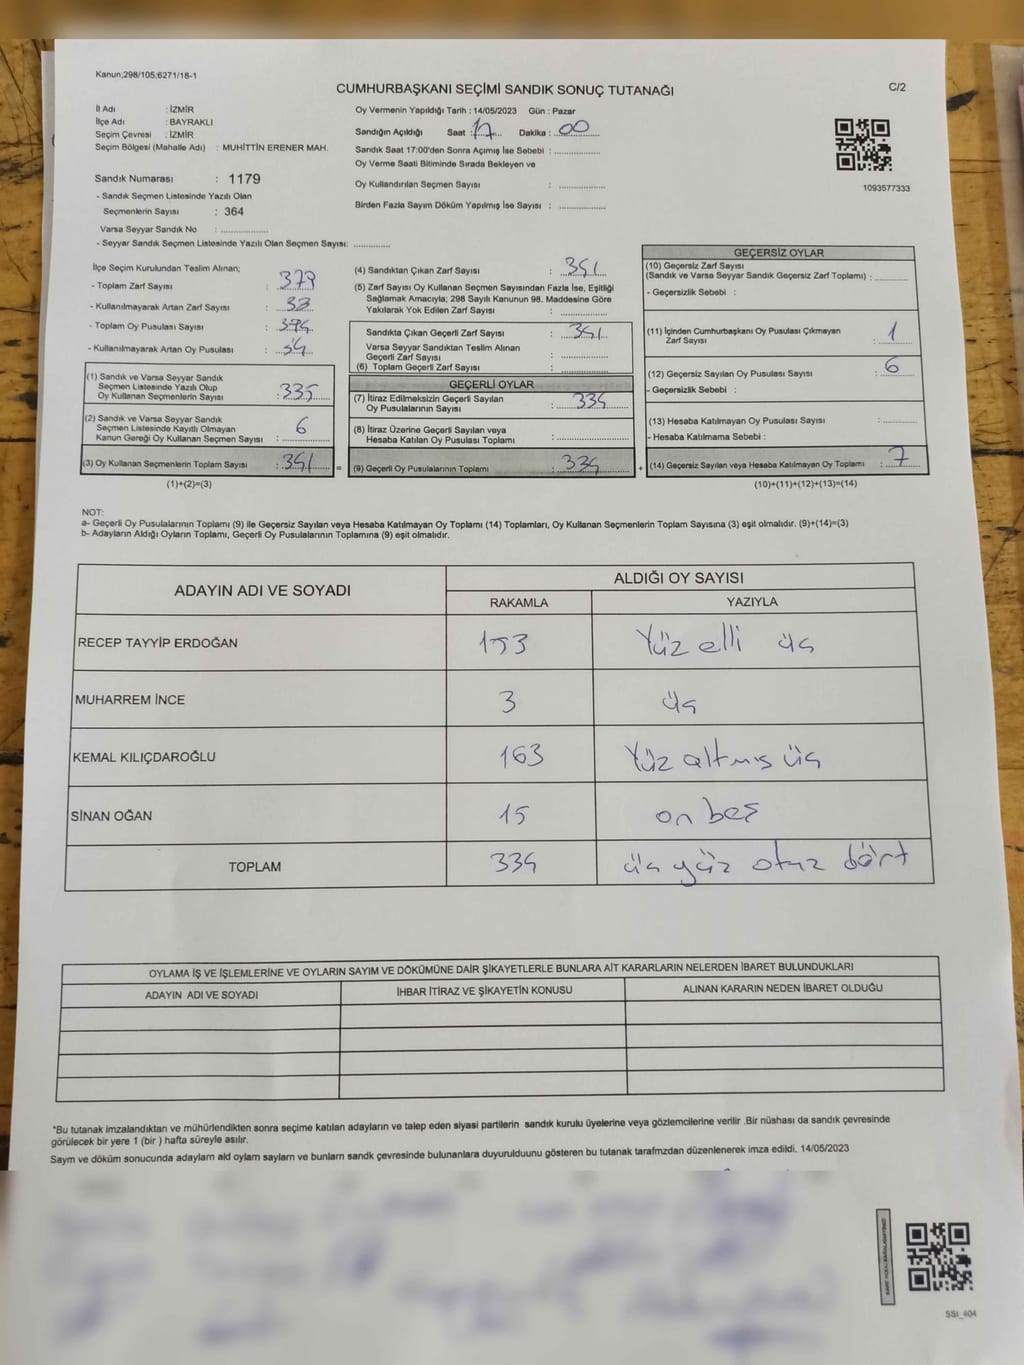 Kanun;298/105;6271/18-1
CUMHURBAŞKANI SEÇİMİ SANDIK SONUÇ TUTANAĞI
C/2
İl Adı : İZMİR
İlçe Adı : BAYRAKLI
Seçim Çevresi : İZMİR
Seçim Bölgesi (Mahalle Adı) : MUHİTTİN ERENER MAH.
Sandık Numarası : 1179
- Sandık Seçmen Listesinde Yazılı Olan
Seçmenlerin Sayısı : 364
Varsa Seyyar Sandık No : ..................
- Seyyar Sandık Seçmen Listesinde Yazılı Olan Seçmen Sayısı: ..............
Oy Vermenin Yapıldığı Tarih : 14/05/2023 Gün : Pazar
Sandığın Açıldığı Saat : 17 Dakika : 00
Sandık Saat 17:00'den Sonra Açımış İse Sebebi : ..................
Oy Verme Saati Bitiminde Sırada Bekleyen ve
Oy Kullandırılan Seçmen Sayısı : ..................
Birden Fazla Sayım Döküm Yapılmış İse Sayısı : ..................
1093577333
İlçe Seçim Kurulundan Teslim Alınan;
- Toplam Zarf Sayısı : 379
- Kullanılmayarak Artan Zarf Sayısı :
- Toplam Oy Pusulası Sayısı :
- Kullanılmayarak Artan Oy Pusulası : 54
(1) Sandık ve Varsa Seyyar Sandık
Seçmen Listesinde Yazılı Olup
Oy Kullanan Seçmenlerin Sayısı : 335
(2) Sandık ve Varsa Seyyar Sandık
Seçmen Listesinde Kayıtlı Olmayan
Kanun Gereği Oy Kullanan Seçmen Sayısı : 6
(3) Oy Kullanan Seçmenlerin Toplam Sayısı : 341 =
(1)+(2)=(3)
(4) Sandıktan Çıkan Zarf Sayısı : 341
(5) Zarf Sayısı Oy Kullanan Seçmen Sayısından Fazla İse, Eşitliği
Sağlamak Amacıyla; 298 Sayılı Kanunun 98. Maddesine Göre
Yakılarak Yok Edilen Zarf Sayısı : ..................
Sandıkta Çıkan Geçerli Zarf Sayısı : 341
Varsa Seyyar Sandıktan Teslim Alınan
Geçerli Zarf Sayısı : ..................
(6) Toplam Geçerli Zarf Sayısı : ..................
GEÇERLİ OYLAR
(7) İtiraz Edilmeksizin Geçerli Sayılan
Oy Pusulalarının Sayısı : 334
(8) İtiraz Üzerine Geçerli Sayılan veya
Hesaba Katılan Oy Pusulası Toplamı : ..................
(9) Geçerli Oy Pusulalarının Toplamı : 334 +
GEÇERSİZ OYLAR
(10) Geçersiz Zarf Sayısı
(Sandık ve Varsa Seyyar Sandık Geçersiz Zarf Toplamı) : ..............
- Geçersizlik Sebebi :
(11) İçinden Cumhurbaşkanı Oy Pusulası Çıkmayan
Zarf Sayısı : 1
(12) Geçersiz Sayılan Oy Pusulası Sayısı : 6
- Geçersizlik Sebebi :
(13) Hesaba Katılmayan Oy Pusulası Sayısı : ..............
- Hesaba Katılmama Sebebi :
(14) Geçersiz Sayılan veya Hesaba Katılmayan Oy Toplamı : 7
(10)+(11)+(12)+(13)=(14)
NOT:
a- Geçerli Oy Pusulalarının Toplamı (9) ile Geçersiz Sayılan veya Hesaba Katılmayan Oy Toplamı (14) Toplamları, Oy Kullanan Seçmenlerin Toplam Sayısına (3) eşit olmalıdır. (9)+(14)=(3)
b- Adayların Aldığı Oyların Toplamı, Geçerli Oy Pusulalarının Toplamına (9) eşit olmalıdır.
ADAYIN ADI VE SOYADI
ALDIĞI OY SAYISI
RAKAMLA YAZIYLA
RECEP TAYYİP ERDOĞAN 153 Yüz elli üç
MUHARREM İNCE 3 üç
KEMAL KILIÇDAROĞLU 163 Yüz altmış üç
SİNAN OĞAN 15 on beş
TOPLAM 334 üç yüz otuz dört
OYLAMA İŞ VE İŞLEMLERİNE VE OYLARIN SAYIM VE DÖKÜMÜNE DAİR ŞİKAYETLERLE BUNLARA AİT KARARLARIN NELERDEN İBARET BULUNDUKLARI
ADAYIN ADI VE SOYADI İHBAR İTİRAZ VE ŞİKAYETİN KONUSU ALINAN KARARIN NEDEN İBARET OLDUĞU
*Bu tutanak imzalandıktan ve mühürlendikten sonra seçime katılan adayların ve talep eden siyasi partilerin sandık kurulu üyelerine veya gözlemcilerine verilir .Bir nüshası da sandık çevresinde
görülecek bir yere 1 (bir ) hafta süreyle asılır.
Sayım ve döküm sonucunda adaylam ald oylam saylam ve bunlam sandk çevresinde bulunanlara duyurulduunu gösteren bu tutanak tarafmzdan düzenlenerek imza edildi. 14/05/2023
SSI_404